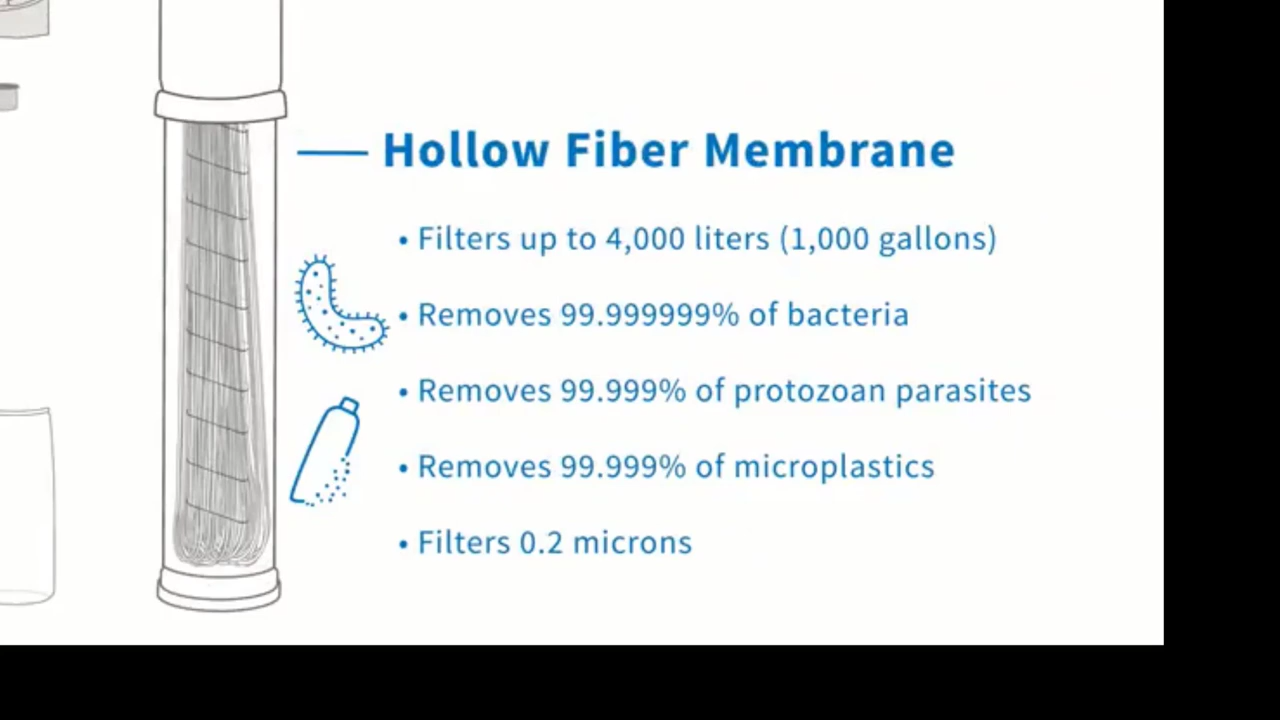 Hollow Fiber Membrane
• Filters up to 4,000 liters (1,000 gallons)
• Removes 99.999999% of bacteria
• Removes 99.999% of protozoan parasites
• Removes 99.999% of microplastics
• Filters 0.2 microns